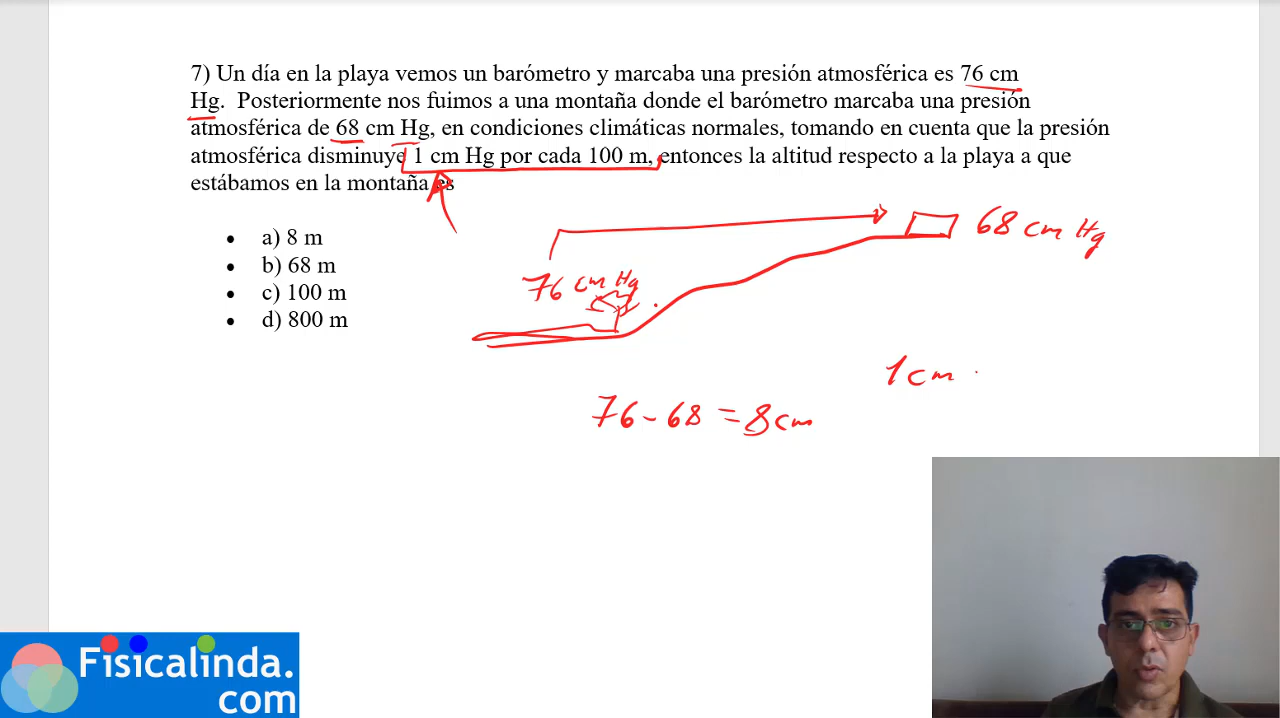 7) Un día en la playa vemos un barómetro y marcaba una presión atmosférica es 76 cm
Hg. Posteriormente nos fuimos a una montaña donde el barómetro marcaba una presión
atmosférica de 68 cm Hg, en condiciones climáticas normales, tomando en cuenta que la presión
atmosférica disminuye 1 cm Hg por cada 100 m, entonces la altitud respecto a la playa a que
estábamos en la montaña es
• a) 8 m
• b) 68 m
• c) 100 m
• d) 800 m
68 cm Hg
76 cm Hg
1 cm
76 - 68 = 8 cm
Fisicalinda.
com